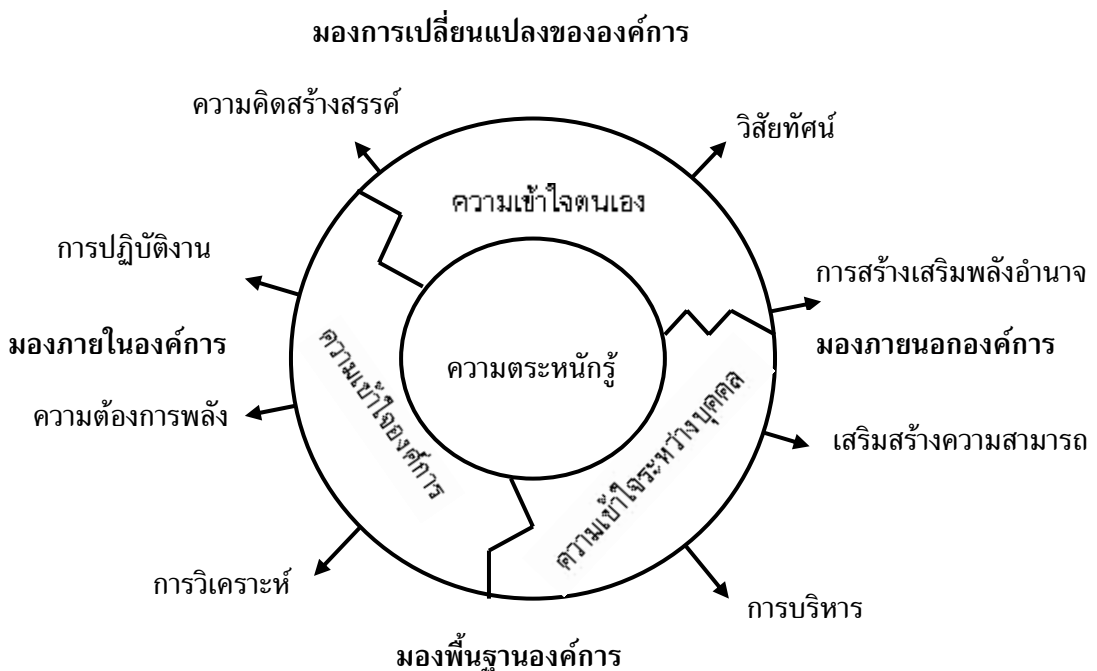 มองการเปลี่ยนแปลงขององค์การ
ความคิดสร้างสรรค์
วิสัยทัศน์
ความเข้าใจตนเอง
การปฏิบัติงาน
การสร้างเสริมพลังอำนาจ
มองภายในองค์การ
มองภายนอกองค์การ
ความตระหนักรู้
ความเข้าใจองค์การ
ความเข้าใจระหว่างบุคคล
ความต้องการพลัง
เสริมสร้างความสามารถ
การวิเคราะห์
การบริหาร
มองพื้นฐานองค์การ